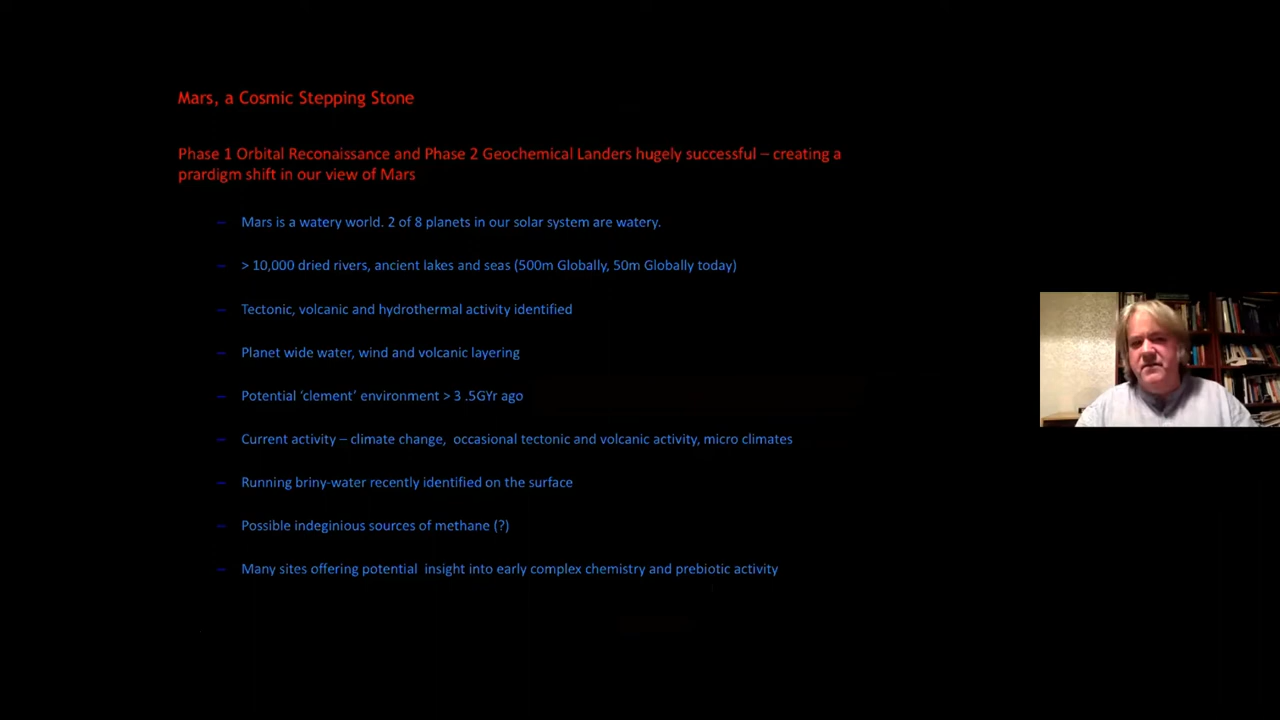 Mars, a Cosmic Stepping Stone
Phase 1 Orbital Reconaissance and Phase 2 Geochemical Landers hugely successful – creating a
prardigm shift in our view of Mars
– Mars is a watery world. 2 of 8 planets in our solar system are watery.
– > 10,000 dried rivers, ancient lakes and seas (500m Globally, 50m Globally today)
– Tectonic, volcanic and hydrothermal activity identified
– Planet wide water, wind and volcanic layering
– Potential ‘clement’ environment > 3 .5GYr ago
– Current activity – climate change, occasional tectonic and volcanic activity, micro climates
– Running briny-water recently identified on the surface
– Possible indeginious sources of methane (?)
– Many sites offering potential insight into early complex chemistry and prebiotic activity